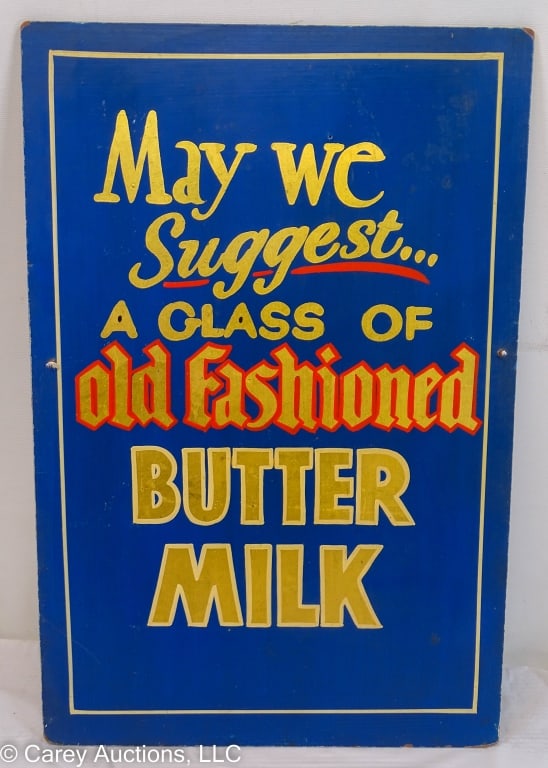 May we
Suggest...
A GLASS OF
old fashioned
BUTTER
MILK
© Carey Auctions, LLC